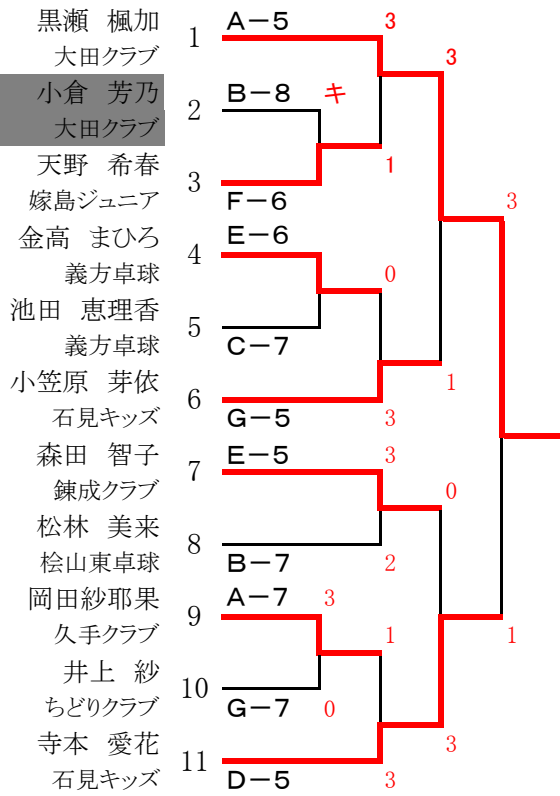 黒瀬 楓加
大田クラブ
1
A-5
3
3
小倉 芳乃
大田クラブ
2
B-8
キ
天野 希春
嫁島ジュニア
3
F-6
1
3
金高 まひろ
義方卓球
4
E-6
0
池田 恵理香
義方卓球
5
C-7
小笠原 芽依
石見キッズ
6
G-5
3
1
森田 智子
錬成クラブ
7
E-5
3
0
松林 美来
桧山東卓球
8
B-7
2
岡田紗耶果
久手クラブ
9
A-7
3
1
1
井上 紗
ちどりクラブ
10
G-7
0
寺本 愛花
石見キッズ
11
D-5
3
3